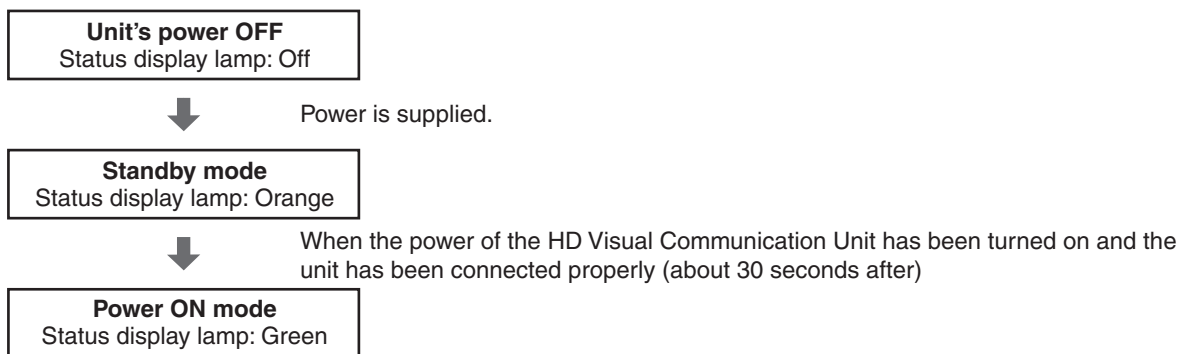 Unit's power OFF
Status display lamp: Off
Power is supplied.
Standby mode
Status display lamp: Orange
When the power of the HD Visual Communication Unit has been turned on and the
unit has been connected properly (about 30 seconds after)
Power ON mode
Status display lamp: Green